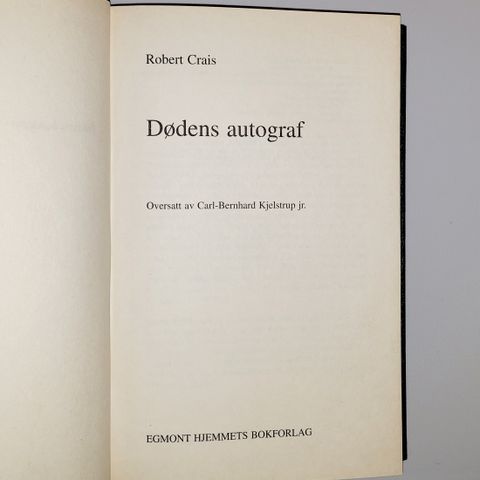 Robert Crais
Dødens autograf
Oversatt av Carl-Bernhard Kjelstrup jr.
EGMONT HJEMMETS BOKFORLAG